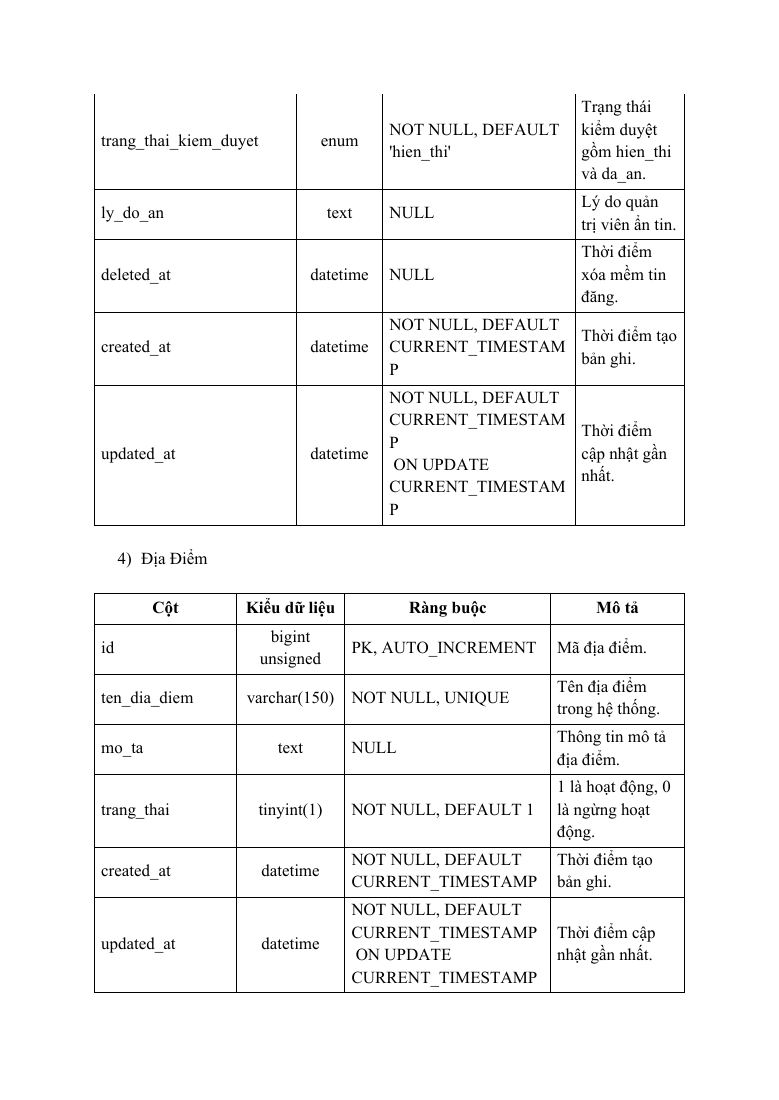 trang_thai_kiem_duyet
enum
NOT NULL, DEFAULT
'hien_thi'
Trạng thái
kiểm duyệt
gồm hien_thi
và da_an.
ly_do_an
text
NULL
Lý do quản
trị viên ẩn tin.
deleted_at
datetime
NULL
Thời điểm
xóa mềm tin
đăng.
created_at
datetime
NOT NULL, DEFAULT
CURRENT_TIMESTAM
P
Thời điểm tạo
bản ghi.
updated_at
datetime
NOT NULL, DEFAULT
CURRENT_TIMESTAM
P
ON UPDATE
CURRENT_TIMESTAM
P
Thời điểm
cập nhật gần
nhất.
4) Địa Điểm
Cột
Kiểu dữ liệu
Ràng buộc
Mô tả
id
bigint
unsigned
PK, AUTO_INCREMENT
Mã địa điểm.
ten_dia_diem
varchar(150)
NOT NULL, UNIQUE
Tên địa điểm
trong hệ thống.
mo_ta
text
NULL
Thông tin mô tả
địa điểm.
trang_thai
tinyint(1)
NOT NULL, DEFAULT 1
1 là hoạt động, 0
là ngừng hoạt
động.
created_at
datetime
NOT NULL, DEFAULT
CURRENT_TIMESTAMP
Thời điểm tạo
bản ghi.
updated_at
datetime
NOT NULL, DEFAULT
CURRENT_TIMESTAMP
ON UPDATE
CURRENT_TIMESTAMP
Thời điểm cập
nhật gần nhất.